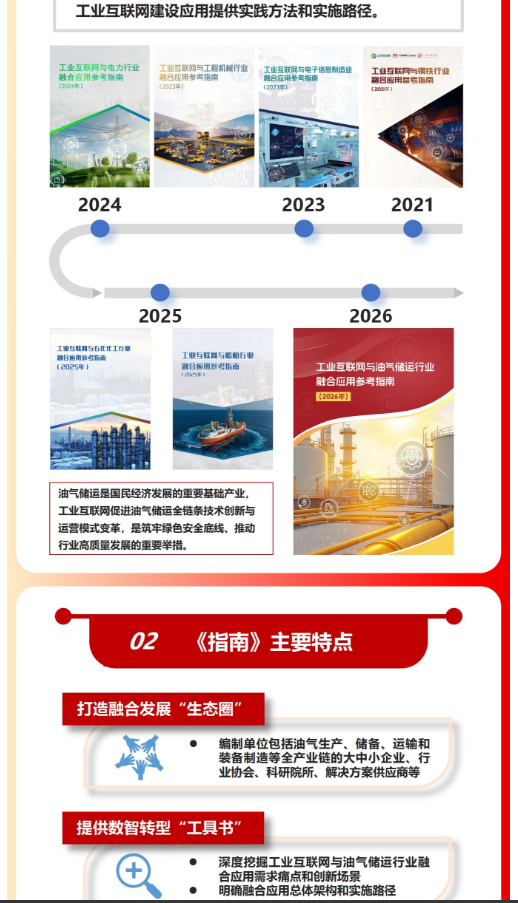 工业互联网建设应用提供实践方法和实施路径。
工业互联网与电力行业
融合应用参考指南
(2024年)
工业互联网与工程机械行业
融合应用参考指南
(2023年)
工业互联网与电子信息制造业
融合应用参考指南
(2023年)
工业互联网与钢铁行业
融合应用参考指南
(2021年)
2024
2023
2021
2025
2026
工业互联网与石化化工行业
融合应用参考指南
(2025年)
工业互联网与船舶行业
融合应用参考指南
(2025年)
工业互联网与油气储运行业
融合应用参考指南
(2026年)
油气储运是国民经济发展的重要基础产业，
工业互联网促进油气储运全链条技术创新与
运营模式变革，是筑牢绿色安全底线、推动
行业高质量发展的重要举措。
02 《指南》主要特点
打造融合发展“生态圈”
● 编制单位包括油气生产、储备、运输和
装备制造等全产业链的大中小企业、行
业协会、科研院所、解决方案供应商等
提供数智转型“工具书”
● 深度挖掘工业互联网与油气储运行业融
合应用需求痛点和创新场景
● 明确融合应用总体架构和实施路径